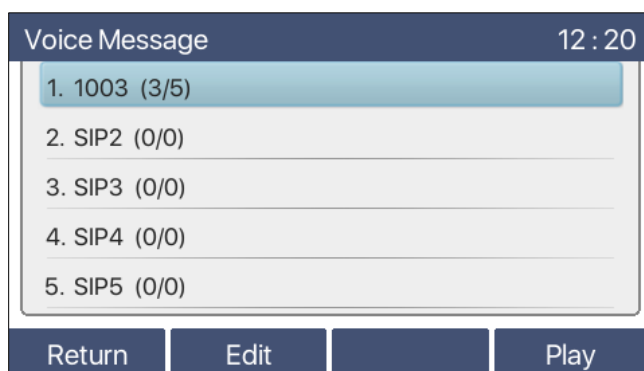 Voice Message 12:20
1. 1003 (3/5)
2. SIP2 (0/0)
3. SIP3 (0/0)
4. SIP4 (0/0)
5. SIP5 (0/0)
Return Edit Play